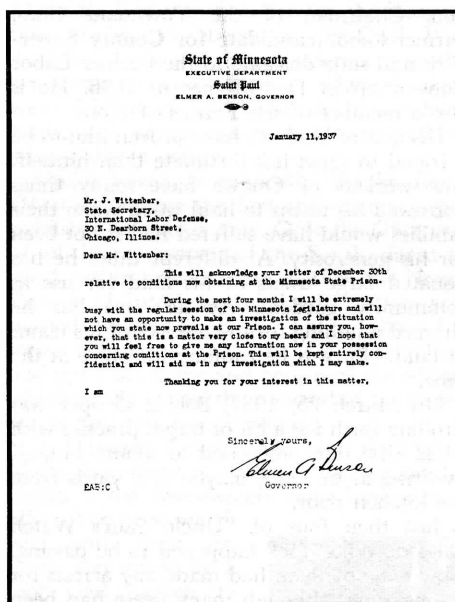 State of Minnesota
EXECUTIVE DEPARTMENT
Saint Paul
ELMER A. BENSON, GOVERNOR
January 11,1937
Mr. J. Wittenber,
State Secretary,
International Labor Defense,
30 N. Dearborn Street,
Chicago, Illinois.
Dear Mr. Wittenber:
This will acknowledge your letter of December 30th
relative to conditions now obtaining at the Minnesota State Prison.
During the next four months I will be extremely
busy with the regular session of the Minnesota Legislature and will
not have an opportunity to make an investigation of the situation
which you state now prevails at our Prison. I can assure you, how-
ever, that this is a matter very close to my heart and I hope that
you will feel free to give me any information now in your possession
concerning conditions at the Prison. This will be kept entirely con-
fidential and will aid me in any investigation which I may make.
Thanking you for your interest in this matter,
I am
Sincerely yours,
Elmer A Benson
Governor
EAB:C